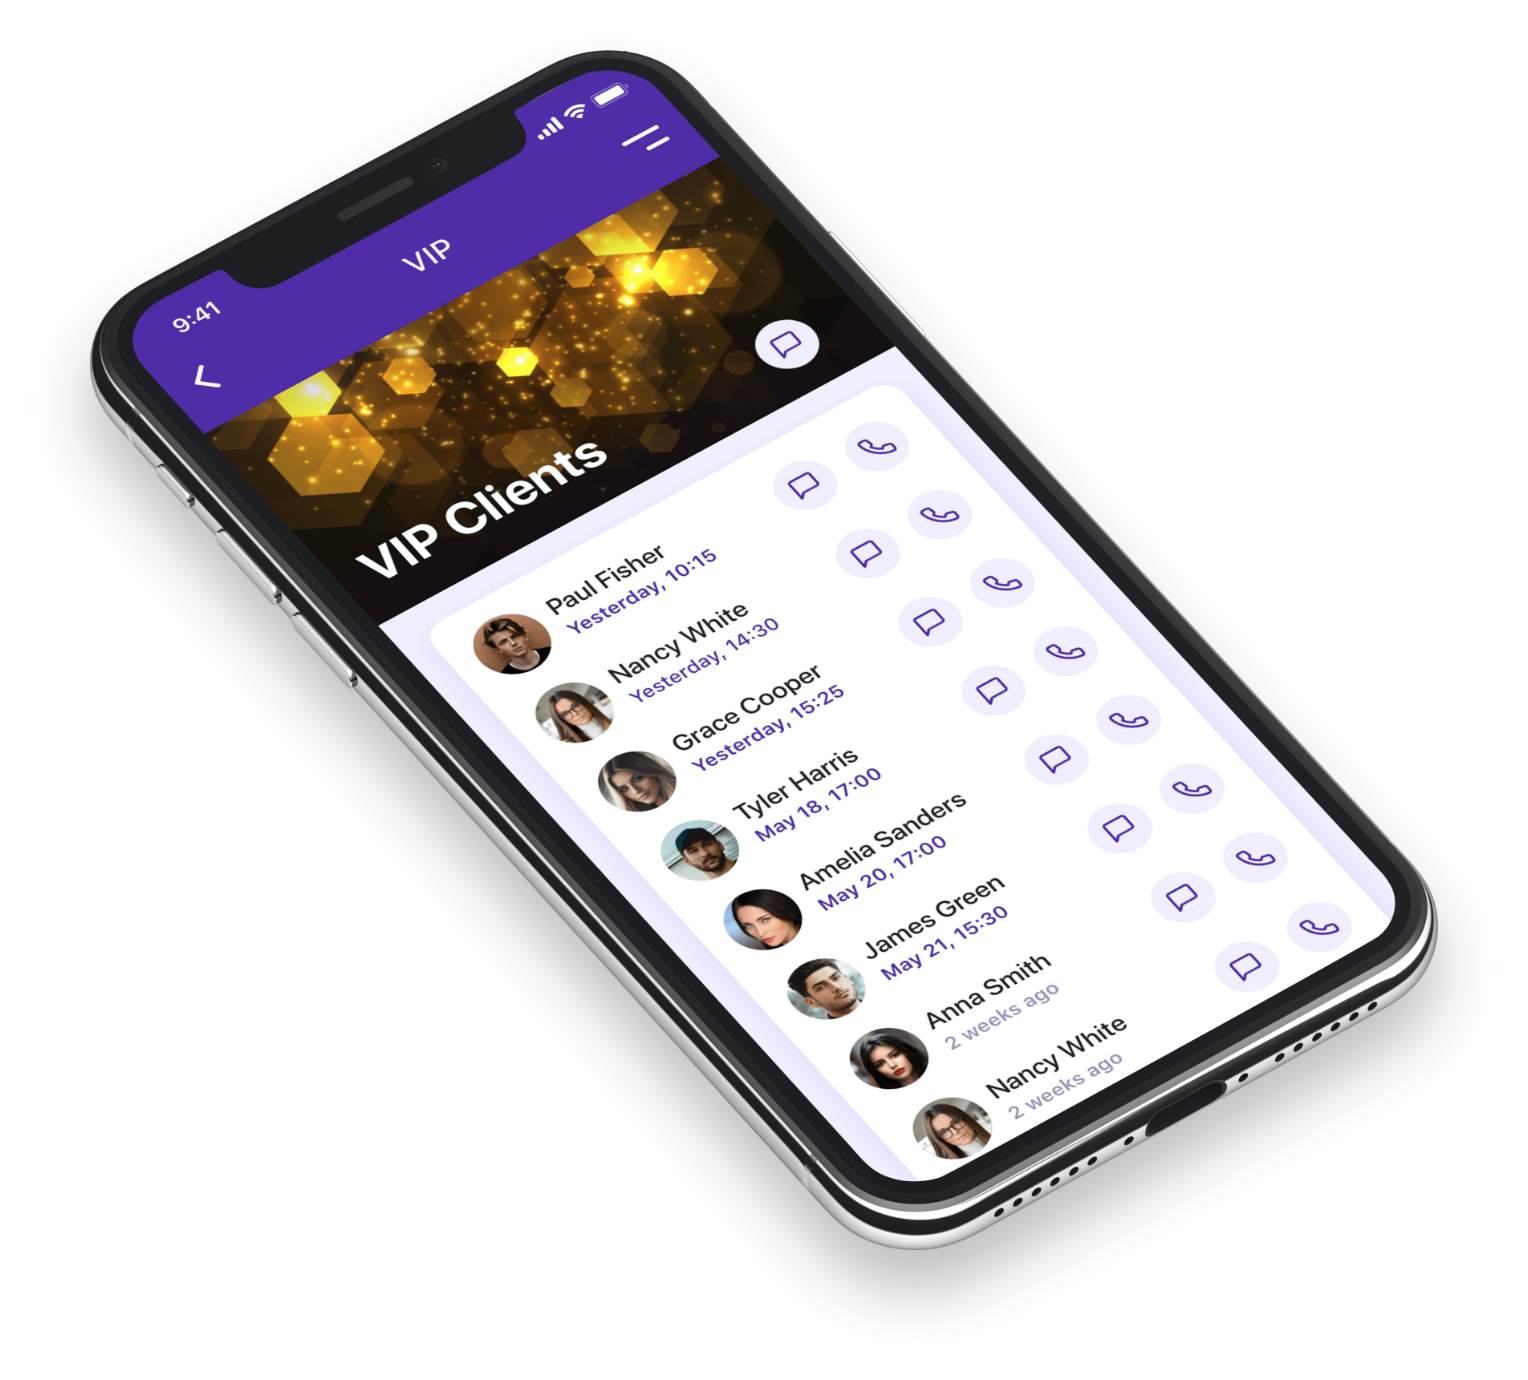 9:41
VIP
VIP Clients
Paul Fisher
Yesterday, 10:15
Nancy White
Yesterday, 14:30
Grace Cooper
Yesterday, 15:25
Tyler Harris
May 18, 17:00
Amelia Sanders
May 20, 17:00
James Green
May 21, 15:30
Anna Smith
2 weeks ago
Nancy White
2 weeks ago